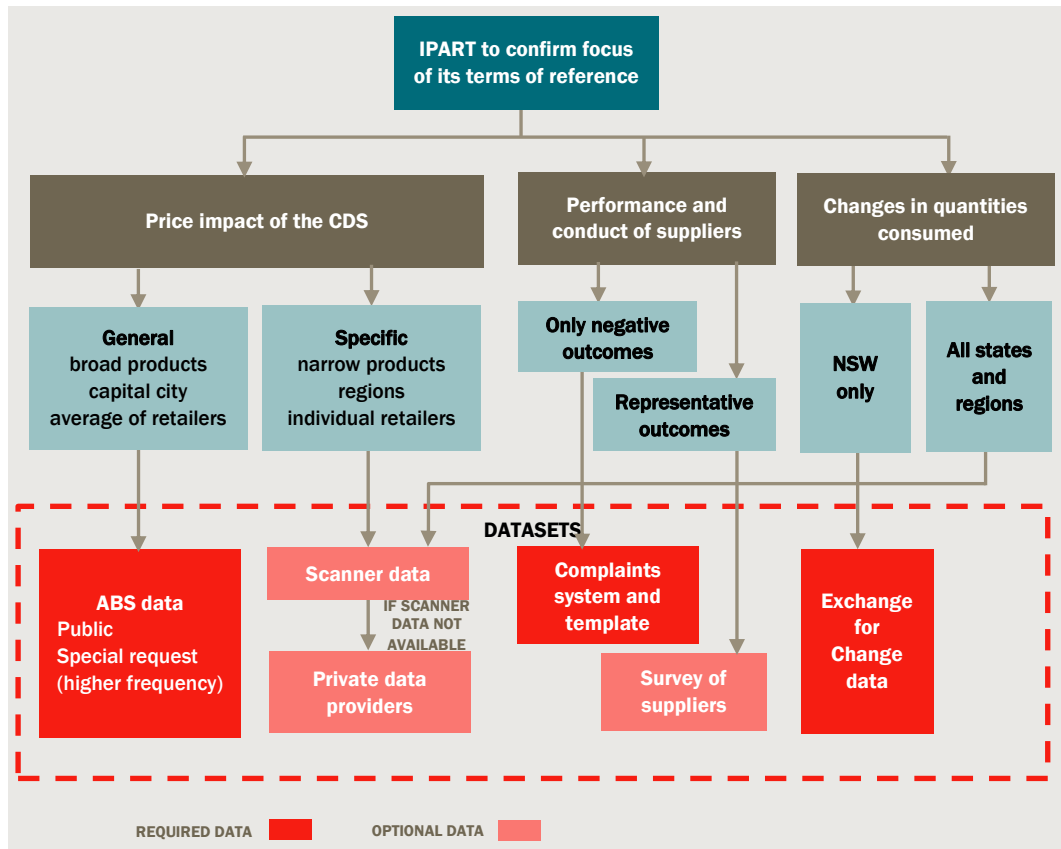 IPART to confirm focus
of its terms of reference
Price impact of the CDS
Performance and
conduct of suppliers
Changes in quantities
consumed
General
broad products
capital city
average of retailers
Specific
narrow products
regions
individual retailers
Only negative
outcomes
Representative
outcomes
NSW
only
All states
and
regions
DATASETS
ABS data
Public
Special request
(higher frequency)
Scanner data
IF SCANNER
DATA NOT
AVAILABLE
Private data
providers
Complaints
system and
template
Survey of
suppliers
Exchange
for
Change
data
REQUIRED DATA
OPTIONAL DATA